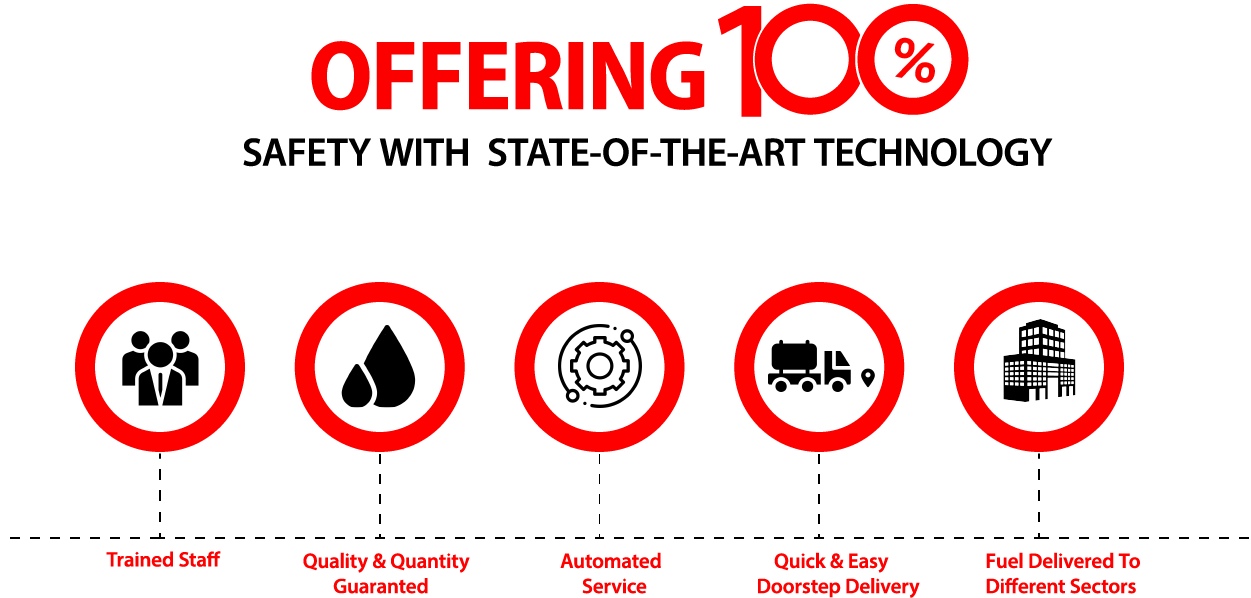 OFFERING 100%
SAFETY WITH STATE-OF-THE-ART TECHNOLOGY
Trained Staff
Quality & Quantity
Guaranted
Automated
Service
Quick & Easy
Doorstep Delivery
Fuel Delivered To
Different Sectors